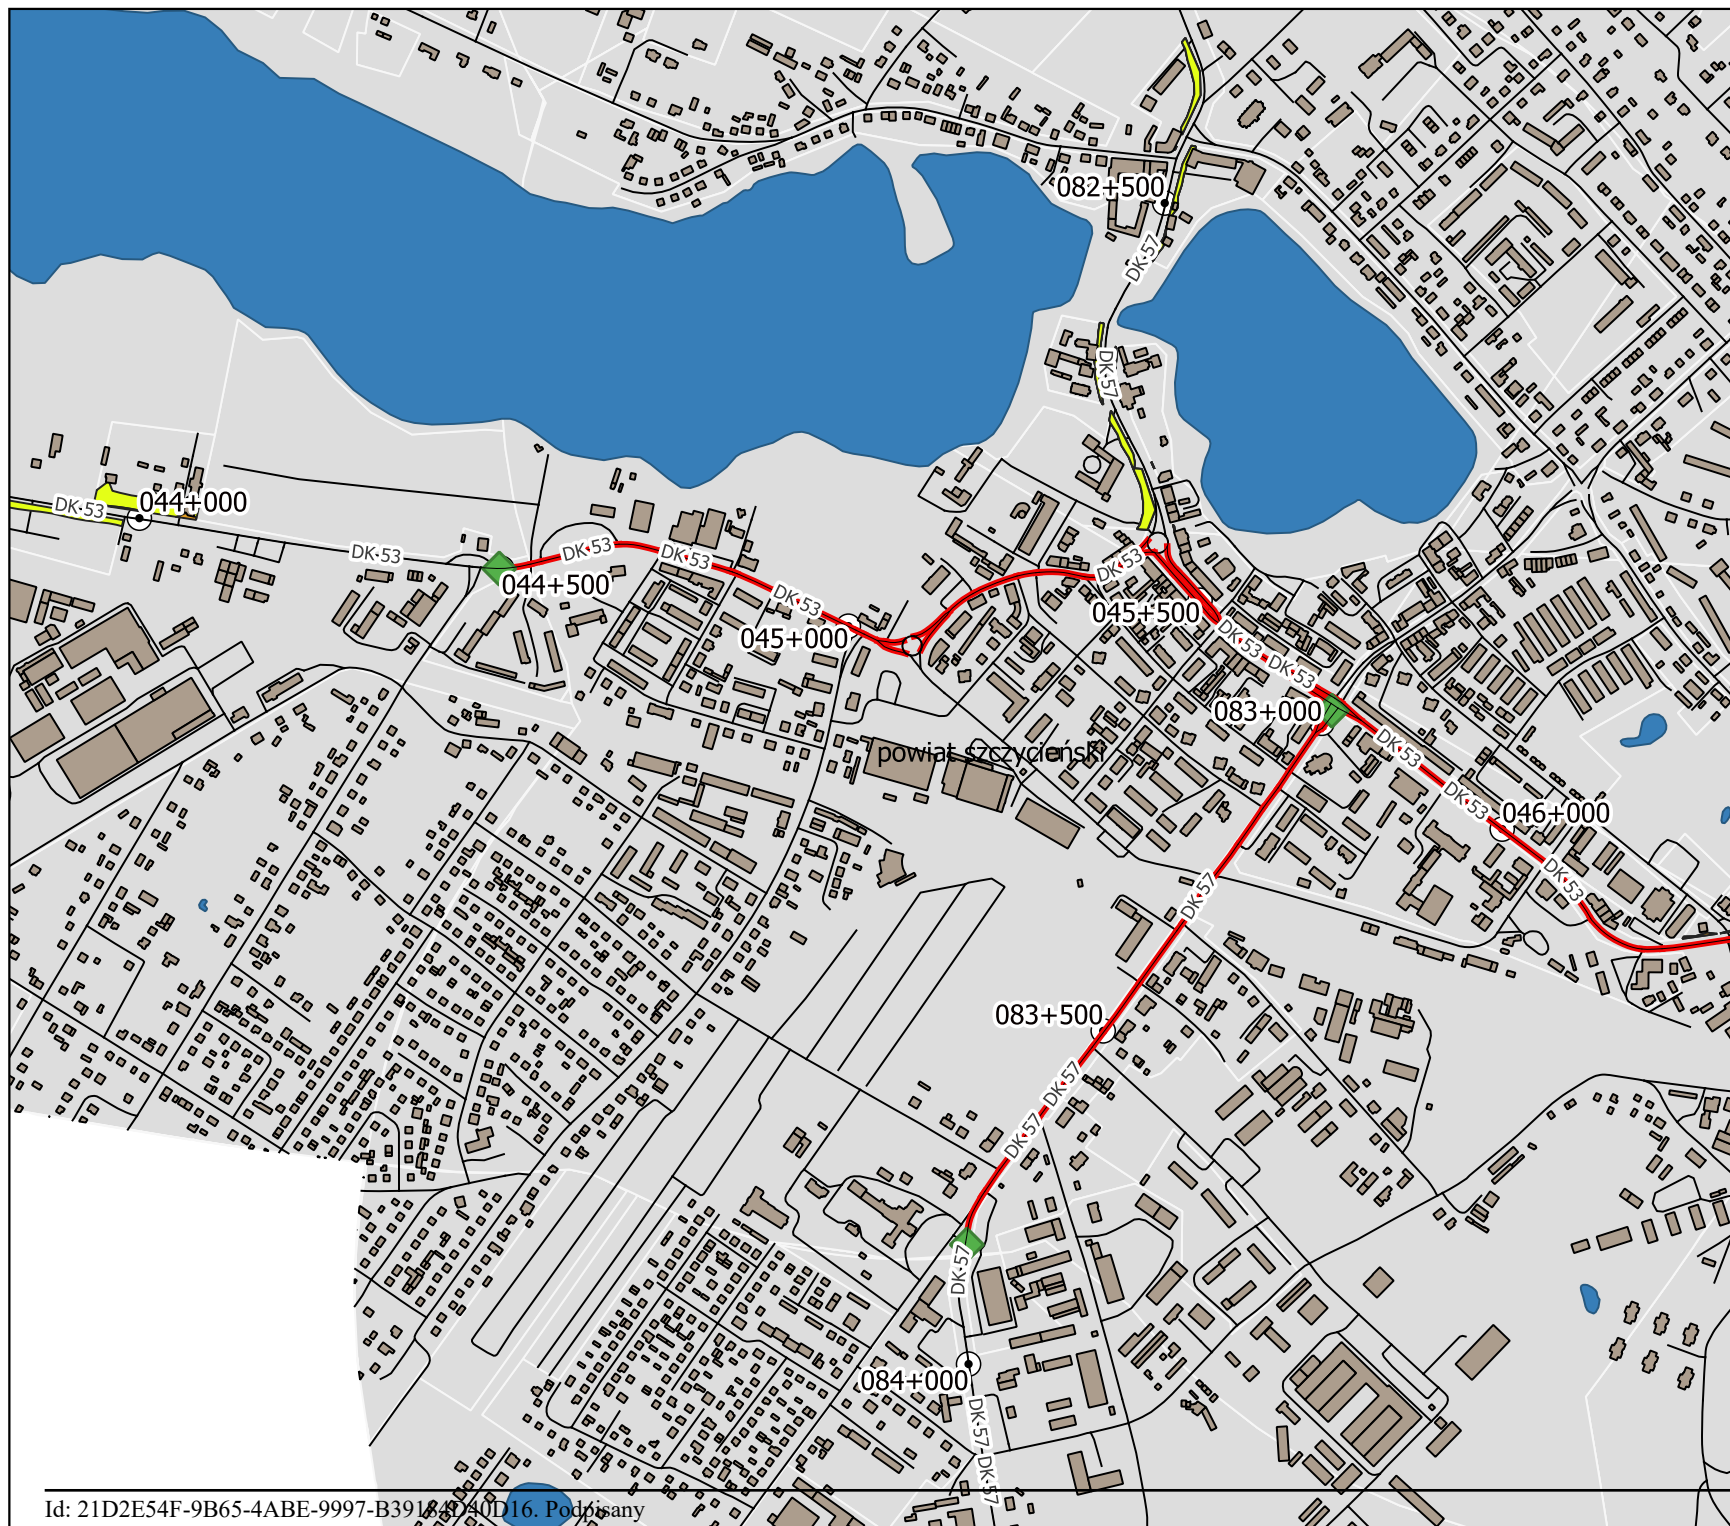 082+500
DK-57
DK-57
044+000
DK-53
DK-53
DK-53
DK-53
DK-53
044+500
DK-53
045+500
045+000
DK-53
DK-53
083+000
DK-53
powiat szczycieński
DK-53
046+000
DK-53
DK-57
083+500
DK-57
DK-57
DK-57
084+000
DK-57
DK-57
Id: 21D2E54F-9B65-4ABE-9997-B39184D40D16. Podpisany